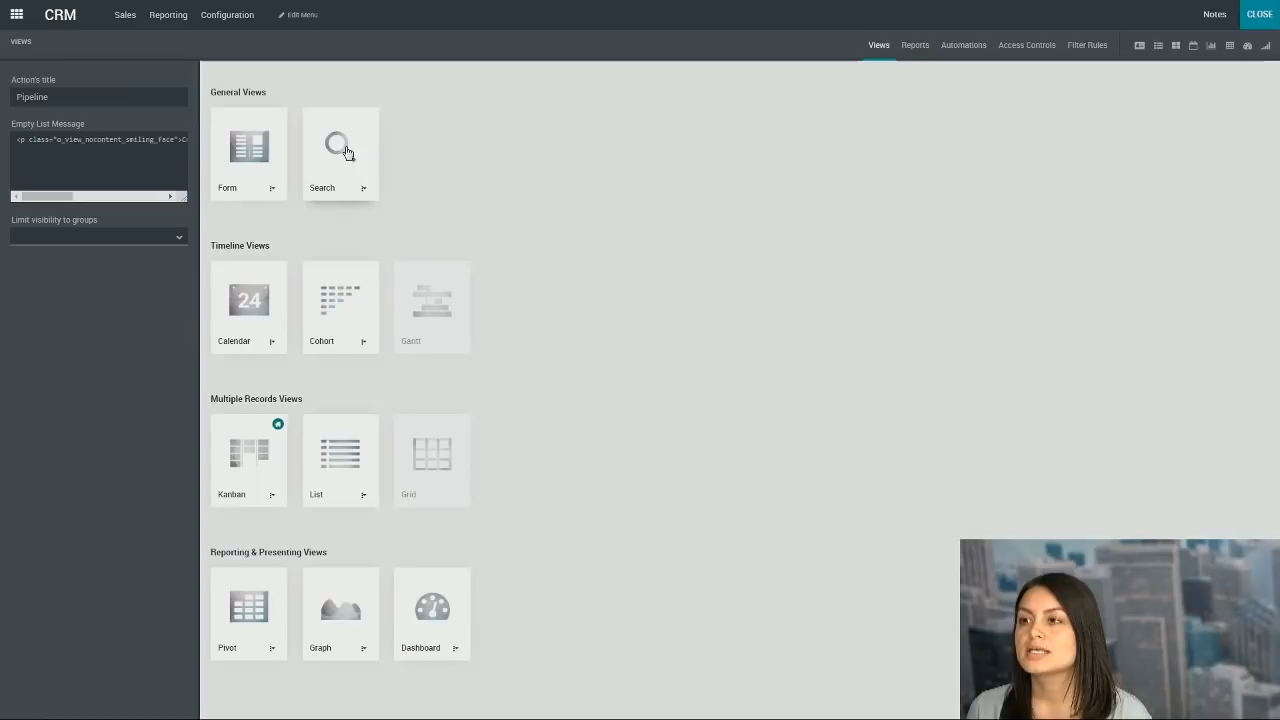 CRM Sales Reporting Configuration Edit Menu Notes CLOSE
VIEWS Views Reports Automations Access Controls Filter Rules
Action's title
Pipeline
Empty List Message
<p class="o_view_nocontent_smiling_face">C
Limit visibility to groups
General Views
Form Search
Timeline Views
24
Calendar Cohort Gantt
Multiple Records Views
Kanban List Grid
Reporting & Presenting Views
Pivot Graph Dashboard